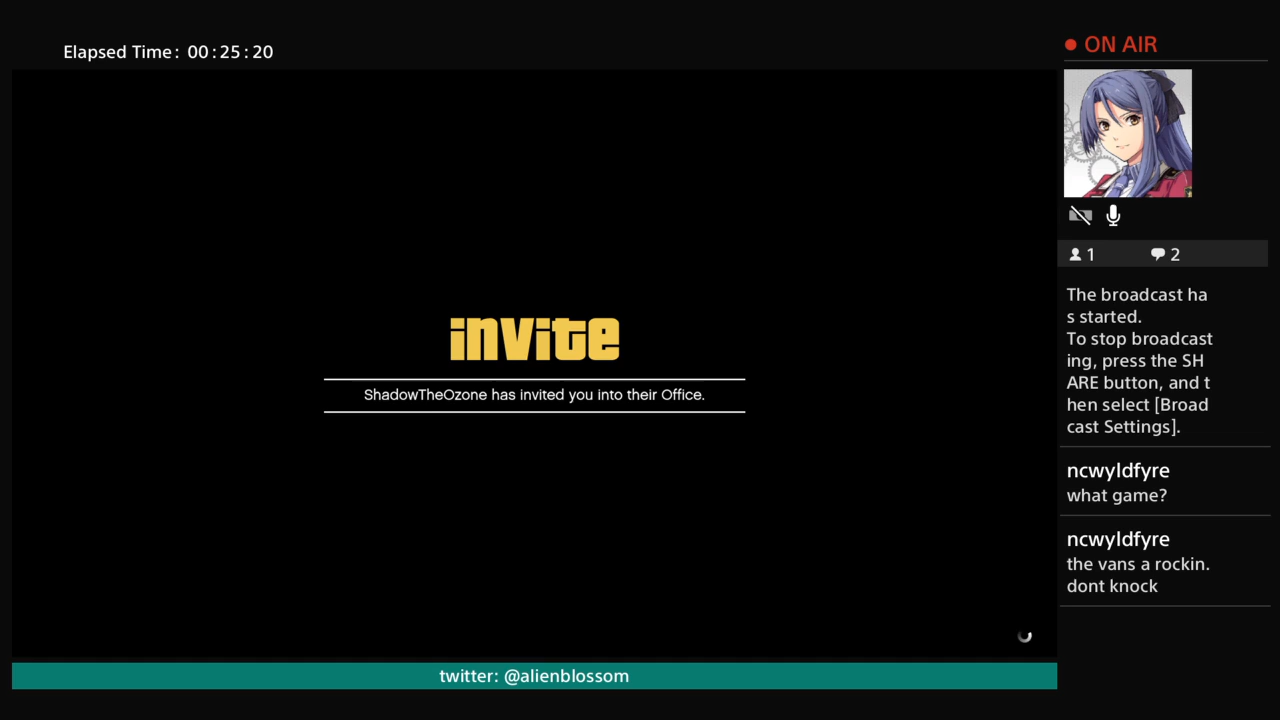 Elapsed Time: 00:25:20
ON AIR
1 2
The broadcast ha
s started.
To stop broadcast
ing, press the SH
ARE button, and t
hen select [Broad
cast Settings].
ncwyldfyre
what game?
ncwyldfyre
the vans a rockin.
dont knock
invite
ShadowTheOzone has invited you into their Office.
twitter: @alienblossom